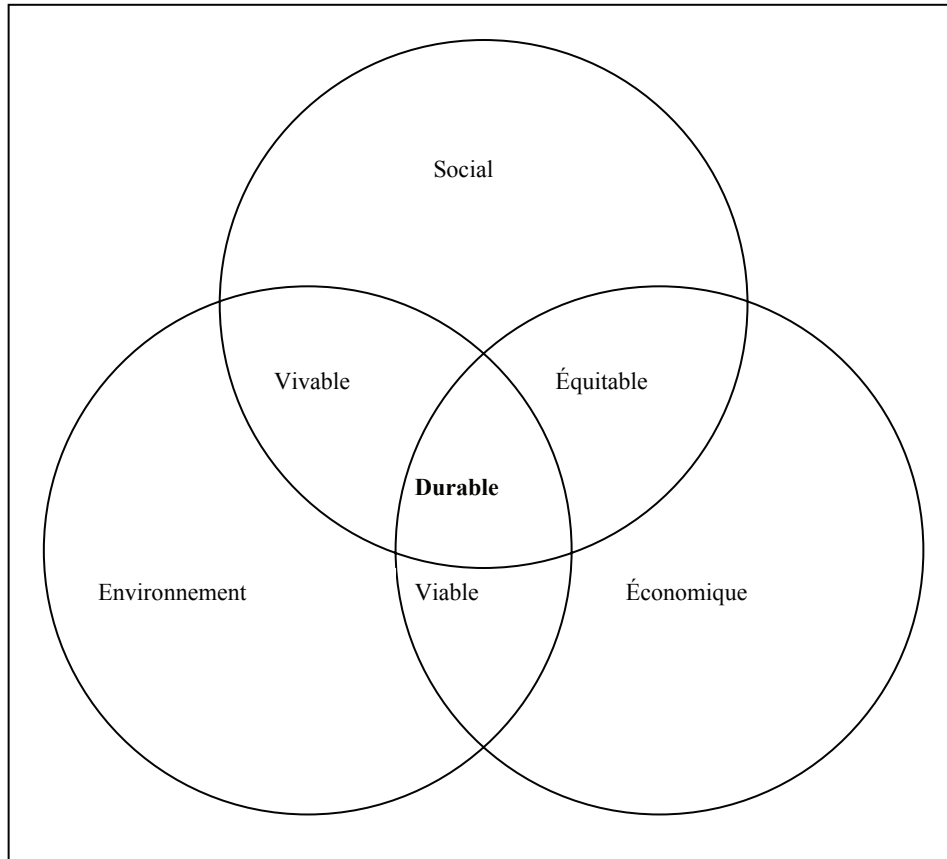 Social
Vivable
Équitable
Durable
Environnement
Viable
Économique